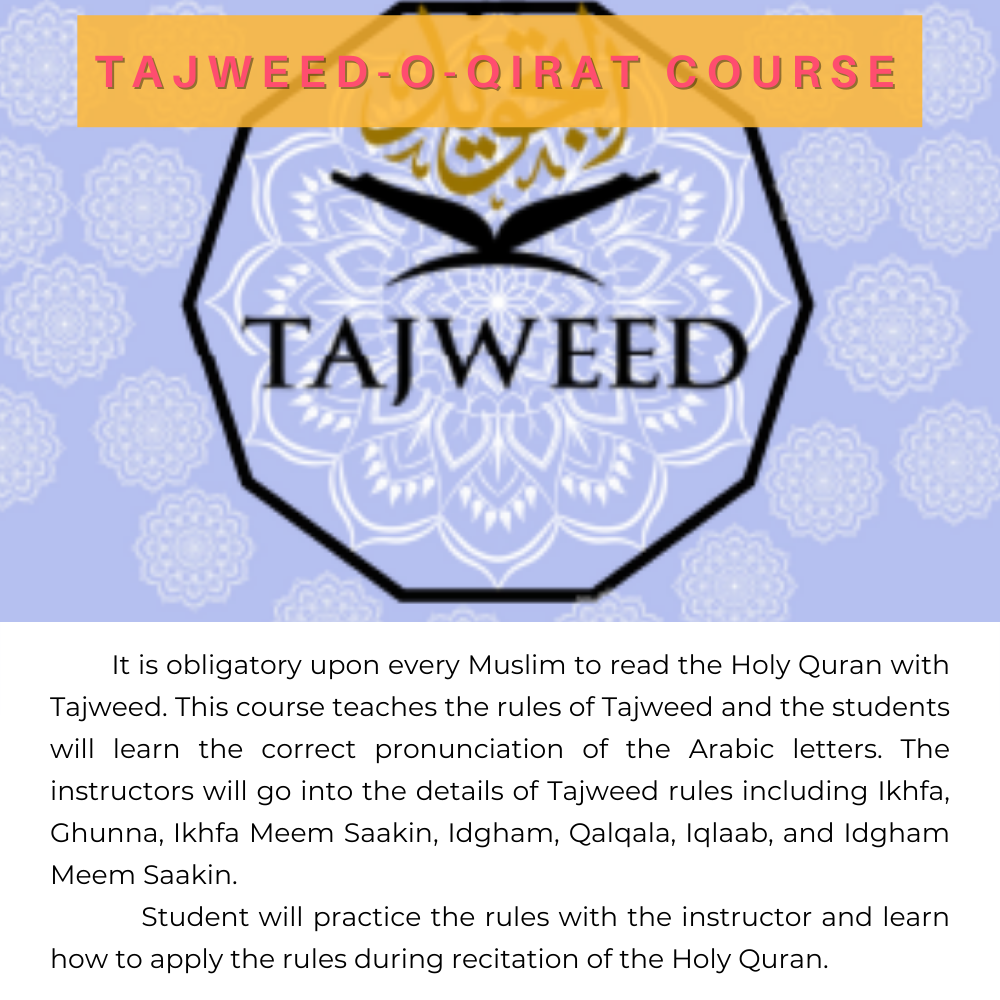 TAJWEED-O-QIRAT COURSE
TAJWEED
It is obligatory upon every Muslim to read the Holy Quran with
Tajweed. This course teaches the rules of Tajweed and the students
will learn the correct pronunciation of the Arabic letters. The
instructors will go into the details of Tajweed rules including Ikhfa,
Ghunna, Ikhfa Meem Saakin, Idgham, Qalqala, Iqlaab, and Idgham
Meem Saakin.
Student will practice the rules with the instructor and learn
how to apply the rules during recitation of the Holy Quran.